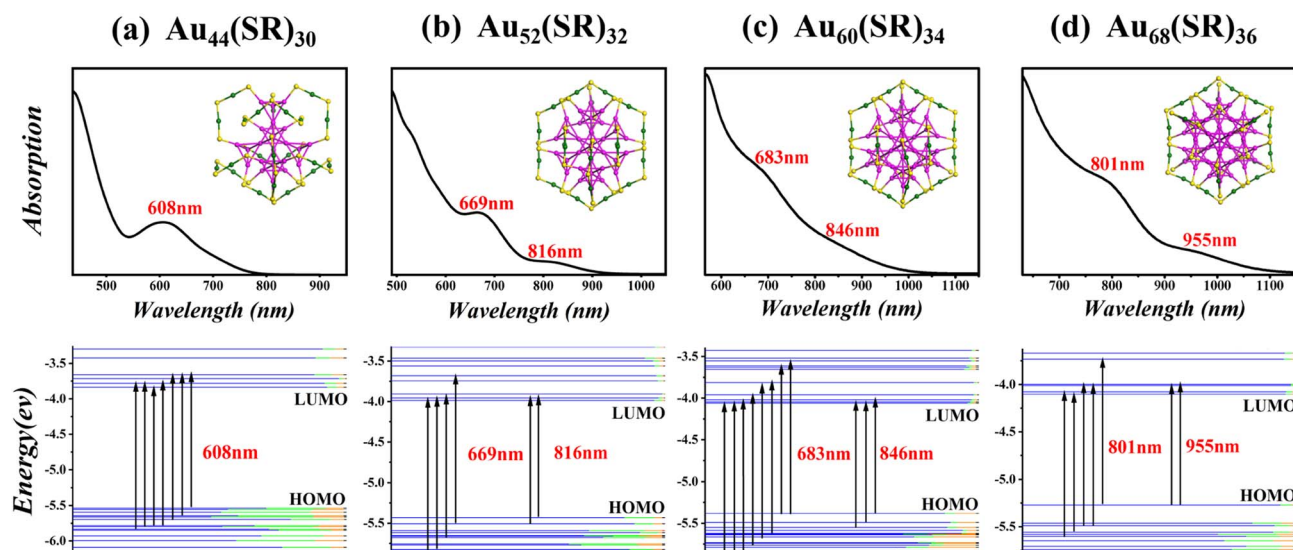 (a) Au44(SR)30
(b) Au52(SR)32
(c) Au60(SR)34
(d) Au68(SR)36
Absorption
608nm
669nm
816nm
683nm
846nm
801nm
955nm
500 600 700 800 900
500 600 700 800 900 1000
600 700 800 900 1000 1100
700 800 900 1000 1100
Wavelength (nm)
Wavelength (nm)
Wavelength (nm)
Wavelength (nm)
Energy(ev)
-3.5
-4.0
-4.5
-5.0
-5.5
-6.0
LUMO
608nm
HOMO
-3.5
-4.0
-4.5
-5.0
-5.5
LUMO
669nm 816nm
HOMO
-3.5
-4.0
-4.5
-5.0
-5.5
LUMO
683nm 846nm
HOMO
-4.0
-4.5
-5.0
-5.5
LUMO
801nm 955nm
HOMO